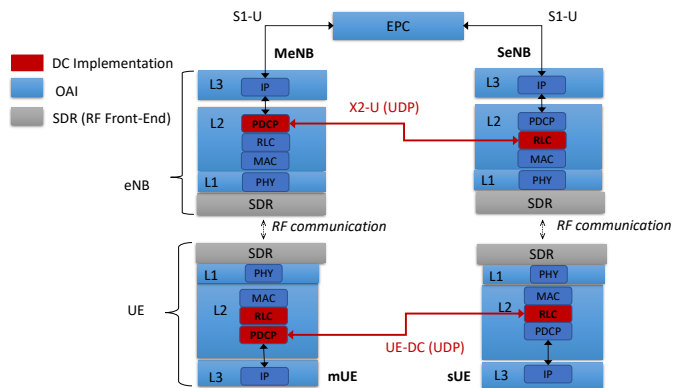 S1-U
S1-U
EPC
MeNB
SeNB
DC Implementation
OAI
SDR (RF Front-End)
L3
IP
L3
IP
X2-U (UDP)
L2
PDCP
RLC
MAC
L2
PDCP
RLC
MAC
L1
PHY
L1
PHY
eNB
SDR
SDR
RF communication
RF communication
SDR
SDR
L1
PHY
L1
PHY
UE
L2
MAC
RLC
PDCP
L2
MAC
RLC
PDCP
UE-DC (UDP)
L3
IP
mUE
sUE
L3
IP